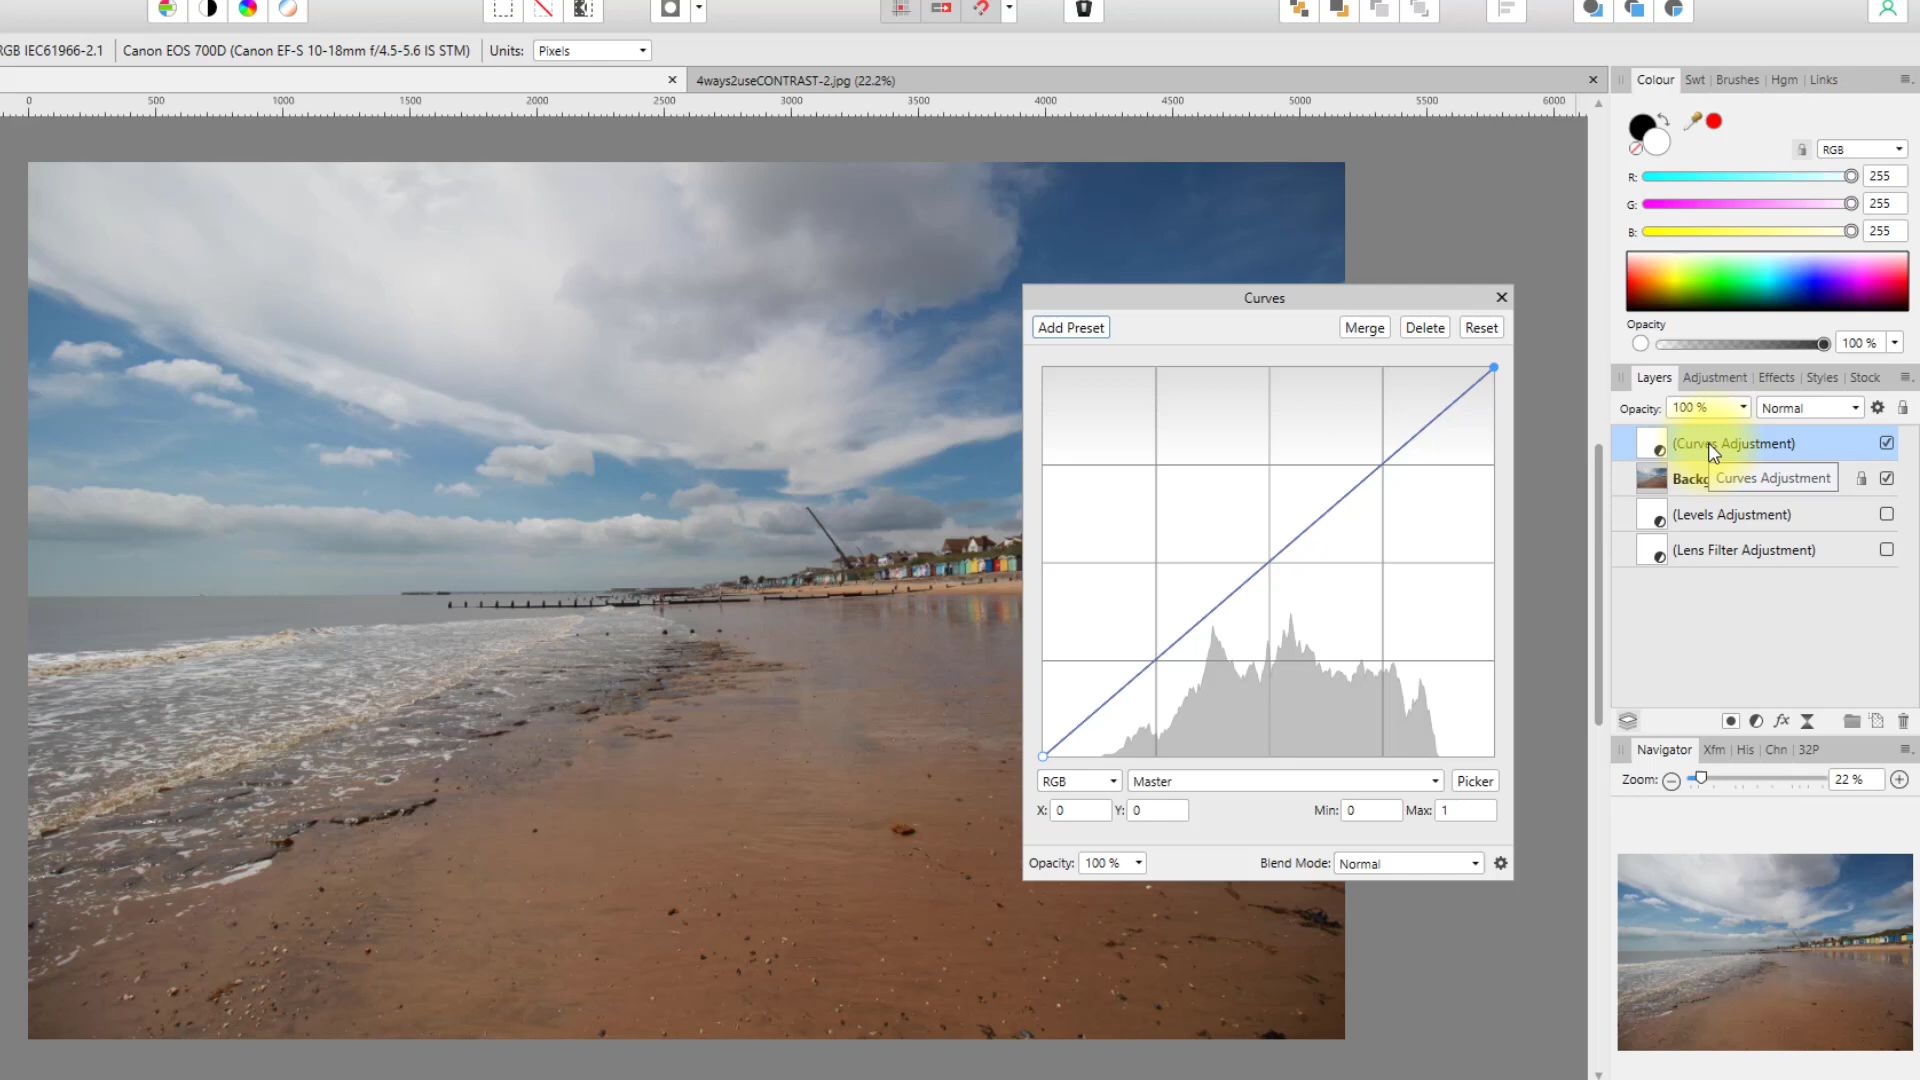 RGB IEC61966-2.1 Canon EOS 700D (Canon EF-S 10-18mm f/4.5-5.6 IS STM) Units: Pixels
4ways2useCONTRAST-2.jpg (22.2%)
0 500 1000 1500 2000 2500 3000 3500 4000 4500 5000 5500 6000
Colour Swt Brushes Hgm Links
RGB
R: 255
G: 255
B: 255
Opacity
100 %
Layers Adjustment Effects Styles Stock
Opacity: 100 % Normal
(Curves Adjustment)
Backg
Curves Adjustment
(Levels Adjustment)
(Lens Filter Adjustment)
fx
Navigator Xfm His Chn 32P
Zoom: 22 %
Curves
Add Preset Merge Delete Reset
RGB Master Picker
X: 0 Y: 0 Min: 0 Max: 1
Opacity: 100 % Blend Mode: Normal